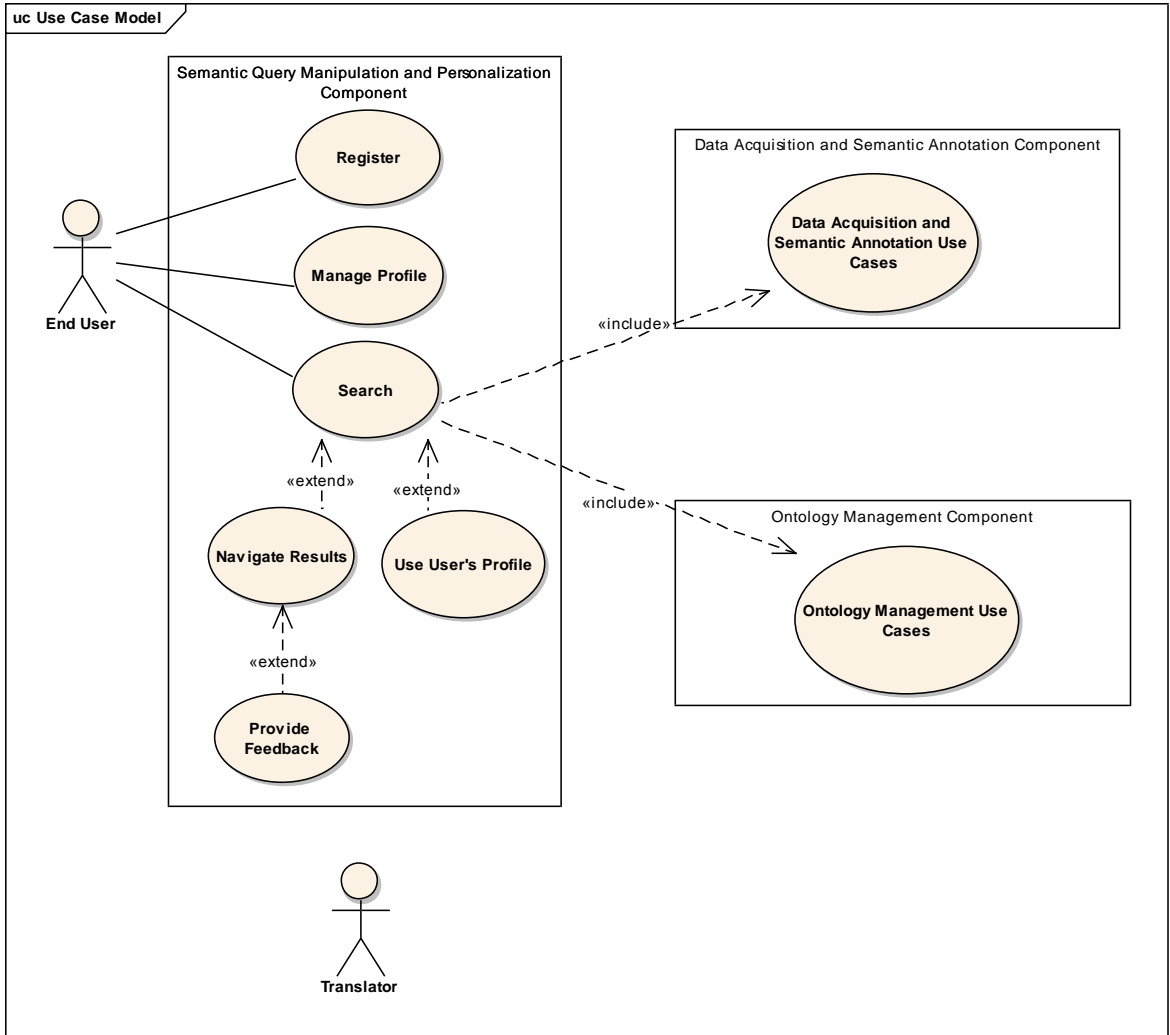 uc Use Case Model
Semantic Query Manipulation and Personalization
Component
Register
Data Acquisition and Semantic Annotation Component
Data Acquisition and
Semantic Annotation Use
Cases
Manage Profile
End User
«include»
Search
«extend»
«extend»
«include»
Ontology Management Component
Navigate Results
Use User's Profile
Ontology Management Use
Cases
«extend»
Provide
Feedback
Translator